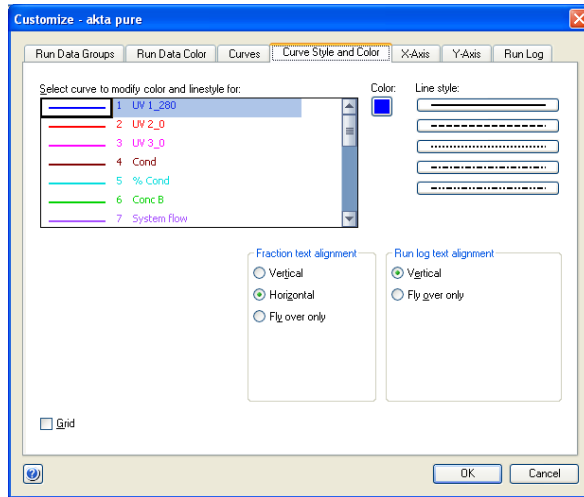 Customize - akta pure
Run Data Groups Run Data Color Curves Curve Style and Color X-Axis Y-Axis Run Log
Select curve to modify color and linestyle for: Color: Line style:
1 UV 1_280
2 UV 2_0
3 UV 3_0
4 Cond
5 % Cond
6 Conc B
7 System flow
Fraction text alignment Run log text alignment
Vertical Vertical
Horizontal Fly over only
Fly over only
Grid
OK Cancel